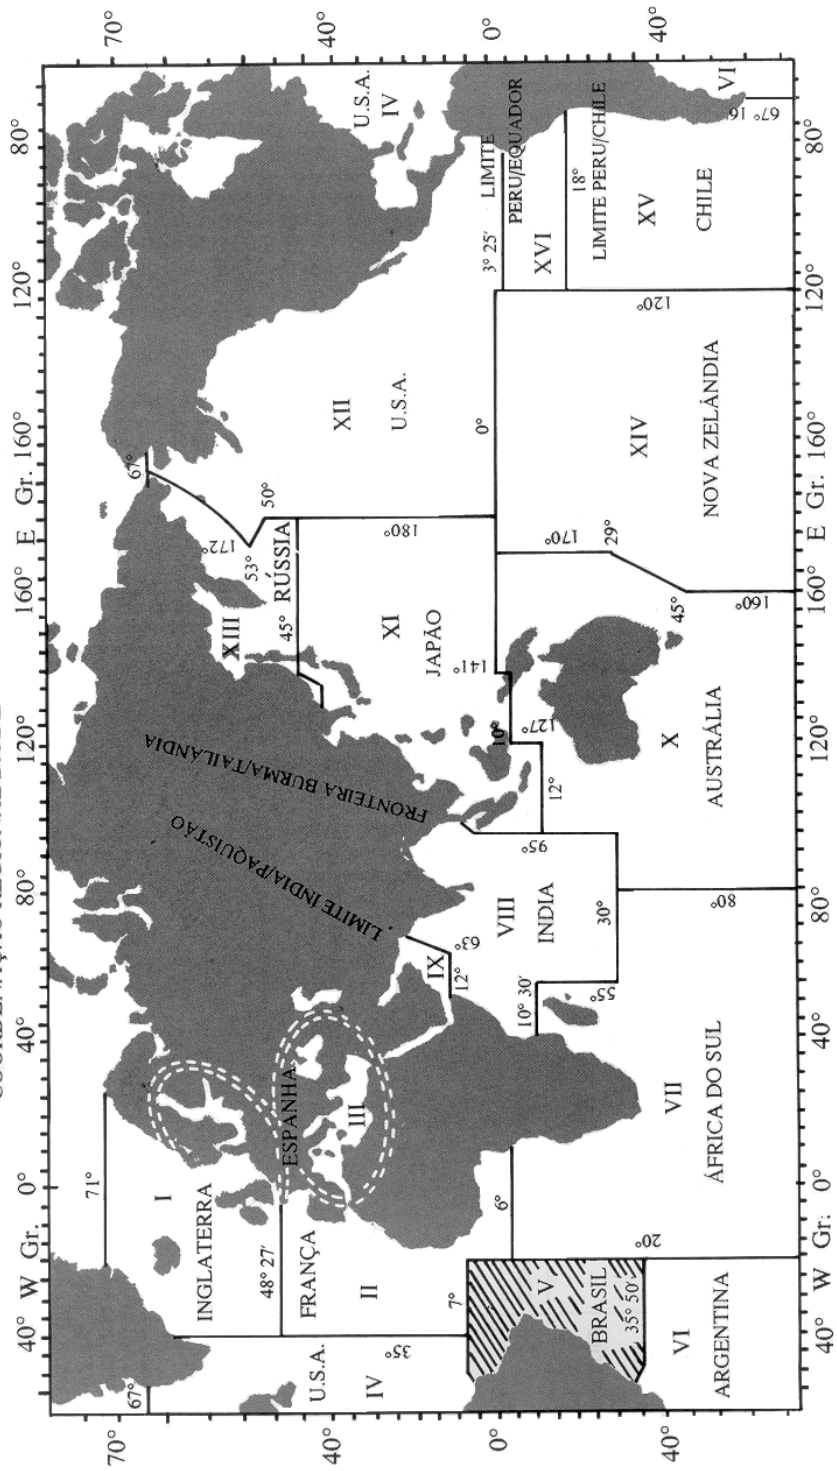 80° 120° 160° E Gr. 160° 120° 80° 40° 0° W Gr. 40°
70°
40°
0°
40°
67°
71°
I
INGLATERRA
48° 27'
FRANÇA
II
35°
U.S.A.
IV
7°
V
BRASIL
35° 50'
VI
ARGENTINA
20°
6°
ESPANHA
III
VII
ÁFRICA DO SUL
10° 30'
55°
30°
80°
IX
12°
63°
VIII
INDIA
95°
LIMITE ÍNDIA/PAQUISTÃO
FRONTEIRA BURMA/TAILANDIA
12°
127°
10°
141°
X
AUSTRÁLIA
45°
160°
29°
170°
XI
JAPÃO
180°
45°
XIII
RÚSSIA
53°
172°
50°
67°
XII
U.S.A.
0°
XIV
NOVA ZELÂNDIA
120°
3° 25'
LIMITE
PERU/EQUADOR
XVI
18°
LIMITE PERU/CHILE
XV
CHILE
U.S.A.
IV
VI
67° 16'
70°
40°
0°
40°
40° W Gr. 0° 40° 80° 120° 160° E Gr. 160° 120° 80°